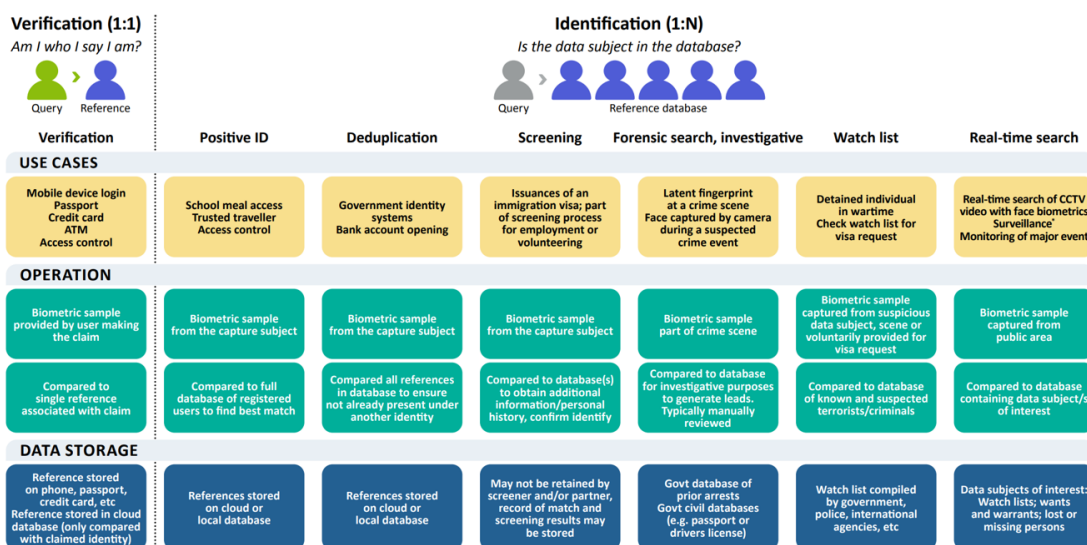 Verification (1:1)
Am I who I say I am?
Query
Reference
Identification (1:N)
Is the data subject in the database?
Query
Reference database
Verification
Positive ID
Deduplication
Screening
Forensic search, investigative
Watch list
Real-time search
USE CASES
Mobile device login
Passport
Credit card
ATM
Access control
School meal access
Trusted traveller
Access control
Government identity
systems
Bank account opening
Issuances of an
immigration visa; part
of screening process
for employment or
volunteering
Latent fingerprint
at a crime scene
Face captured by camera
during a suspected
crime event
Detained individual
in wartime
Check watch list for
visa request
Real-time search of CCTV
video with face biometrics
Surveillance*
Monitoring of major event
OPERATION
Biometric sample
provided by user making
the claim
Biometric sample
from the capture subject
Biometric sample
from the capture subject
Biometric sample
from the capture subject
Biometric sample
part of crime scene
Biometric sample
captured from suspicious
data subject, scene or
voluntarily provided for
visa request
Biometric sample
captured from
public area
Compared to
single reference
associated with claim
Compared to full
database of registered
users to find best match
Compared all references
in database to ensure
not already present under
another identity
Compared to database(s)
to obtain additional
information/personal
history, confirm identify
Compared to database
for investigative purposes
to generate leads.
Typically manually
reviewed
Compared to database
of known and suspected
terrorists/criminals
Compared to database
containing data subject/s
of interest
DATA STORAGE
Reference stored
on phone, passport,
credit card, etc
Reference stored in cloud
database (only compared
with claimed identity)
References stored
on cloud or
local database
References stored
on cloud or
local database
May not be retained by
screener and/or partner,
record of match and
screening results may
be stored
Govt database of
prior arrests
Govt civil databases
(e.g. passport or
drivers license)
Watch list compiled
by government,
police, international
agencies, etc
Data subjects of interest:
Watch lists; wants
and warrants; lost or
missing persons